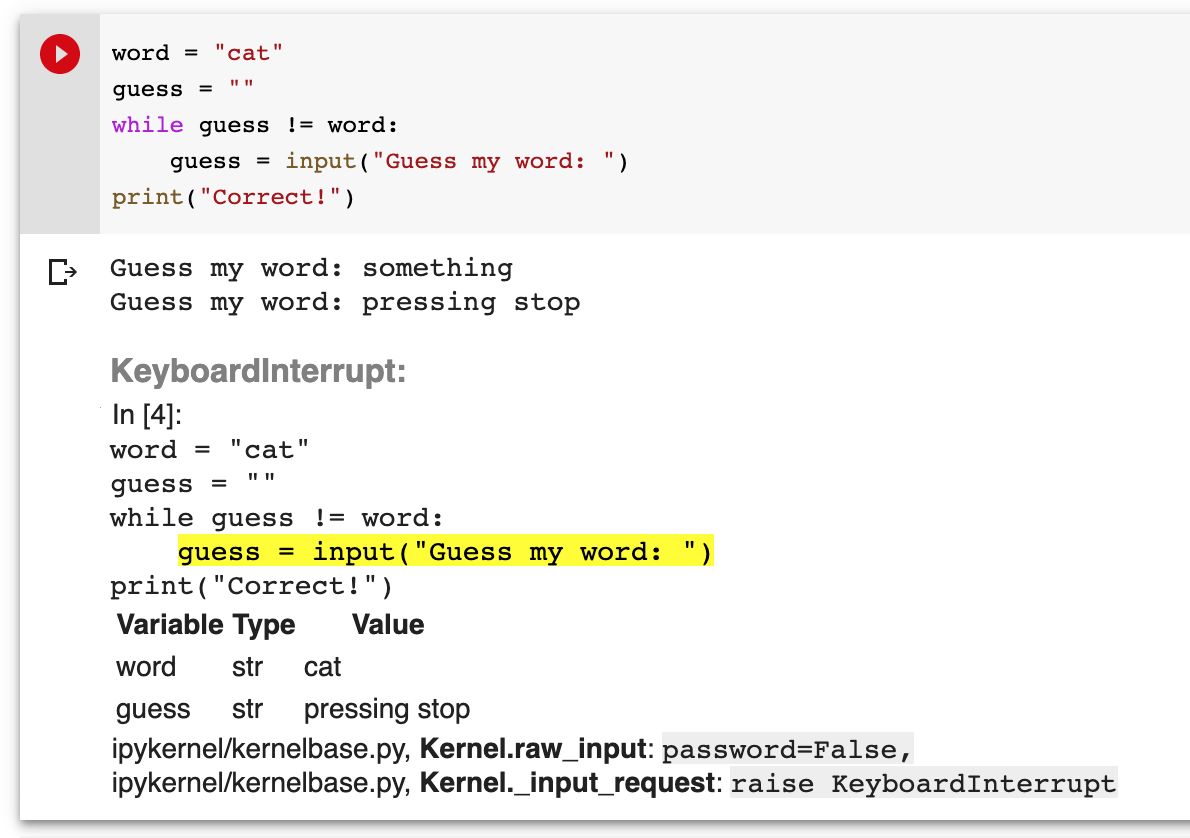 word = "cat"
guess = ""
while guess != word:
    guess = input("Guess my word: ")
print("Correct!")
Guess my word: something
Guess my word: pressing stop
KeyboardInterrupt:
In [4]:
word = "cat"
guess = ""
while guess != word:
    guess = input("Guess my word: ")
print("Correct!")
Variable Type Value
word str cat
guess str pressing stop
ipykernel/kernelbase.py, Kernel.raw_input: password=False,
ipykernel/kernelbase.py, Kernel._input_request: raise KeyboardInterrupt